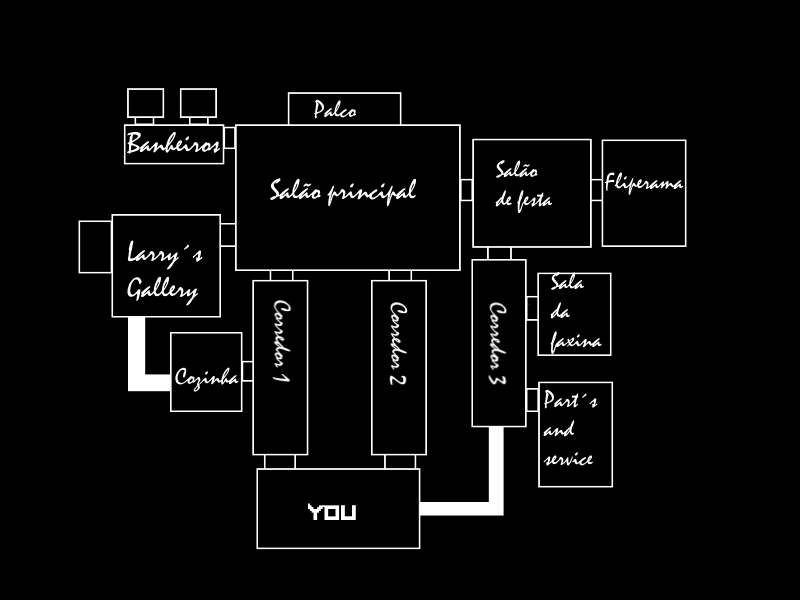 Palco
Banheiros
Salão principal
Salão
de festa
Fliperama
Larry´s
Gallery
Sala
da
faxina
Corredor 1
Corredor 2
Corredor 3
Cozinha
Part´s
and
service
YOU